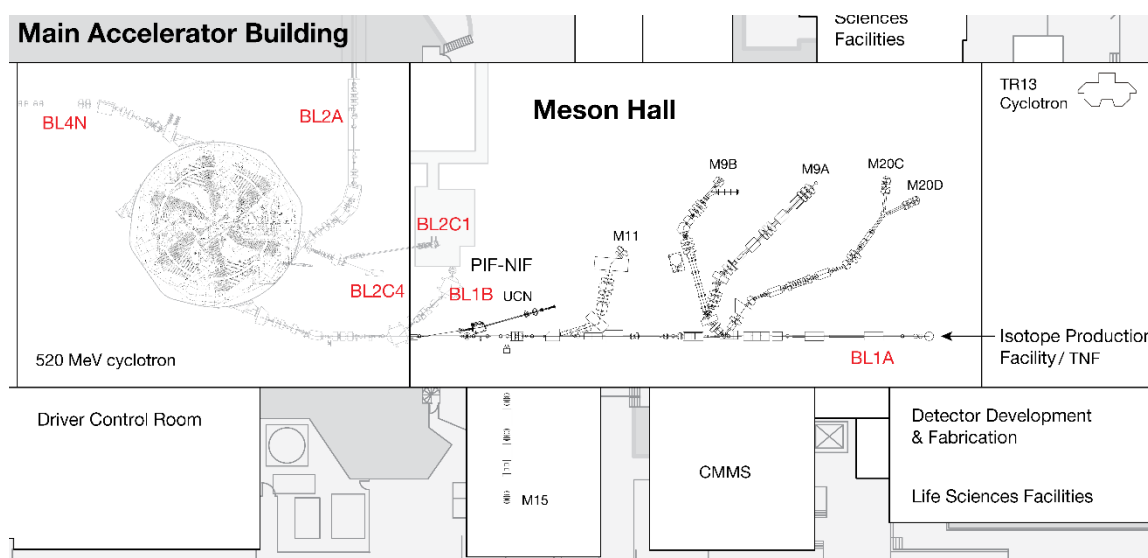 Main Accelerator Building
Sciences
Facilities
BL4N
BL2A
Meson Hall
TR13
Cyclotron
M9B
M9A
M20C
M20D
BL2C1
M11
PIF-NIF
BL2C4
BL1B
UCN
520 MeV cyclotron
BL1A
Isotope Production
Facility / TNF
Driver Control Room
Detector Development
& Fabrication
CMMS
M15
Life Sciences Facilities